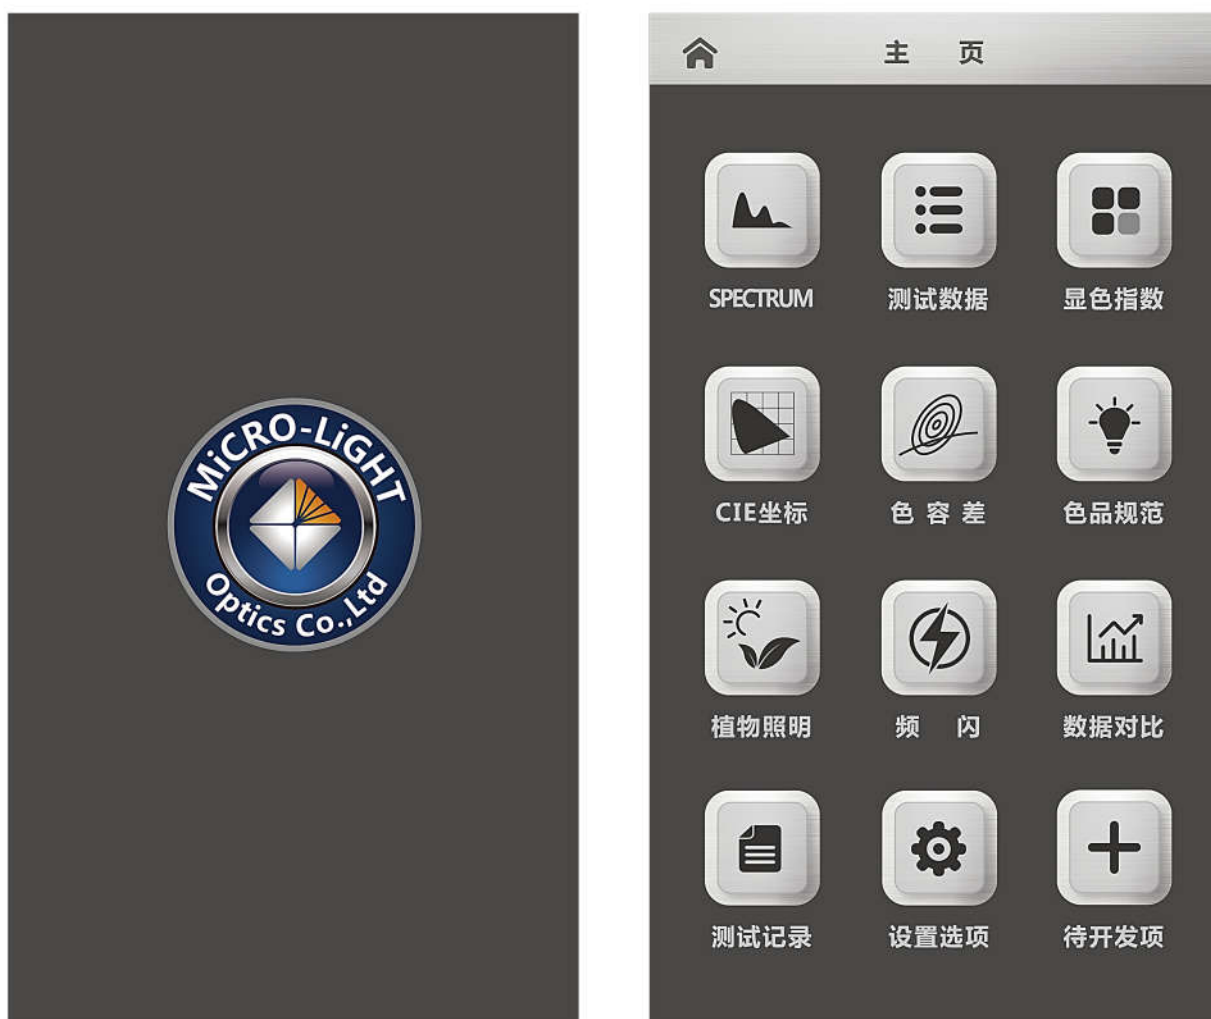 MiCRO-LiGHT
Optics Co.,Ltd
主 页
SPECTRUM
测试数据
显色指数
CIE坐标
色容差
色品规范
植物照明
频 闪
数据对比
测试记录
设置选项
待开发项